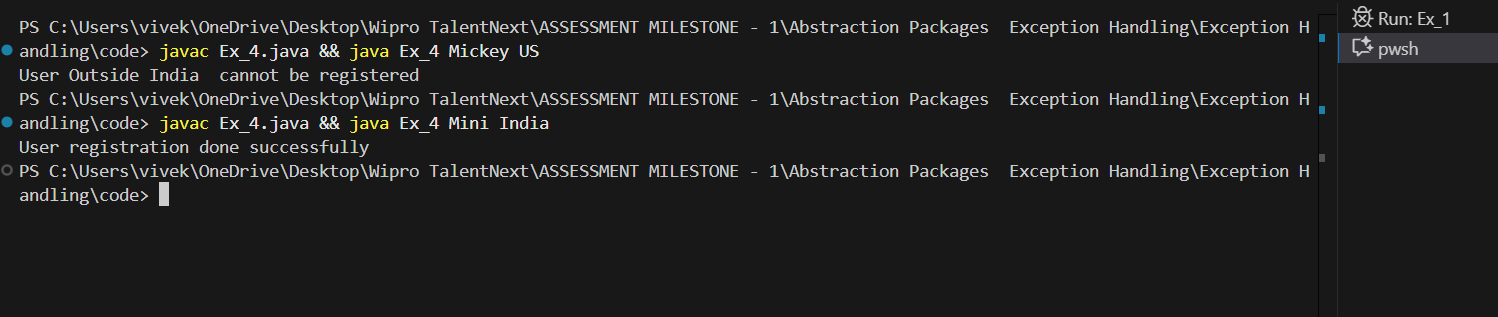 PS C:\Users\vivek\OneDrive\Desktop\Wipro TalentNext\ASSESSMENT MILESTONE - 1\Abstraction Packages  Exception Handling\Exception H
andling\code> javac Ex_4.java && java Ex_4 Mickey US
User Outside India  cannot be registered
PS C:\Users\vivek\OneDrive\Desktop\Wipro TalentNext\ASSESSMENT MILESTONE - 1\Abstraction Packages  Exception Handling\Exception H
andling\code> javac Ex_4.java && java Ex_4 Mini India
User registration done successfully
PS C:\Users\vivek\OneDrive\Desktop\Wipro TalentNext\ASSESSMENT MILESTONE - 1\Abstraction Packages  Exception Handling\Exception H
andling\code>
Run: Ex_1
pwsh